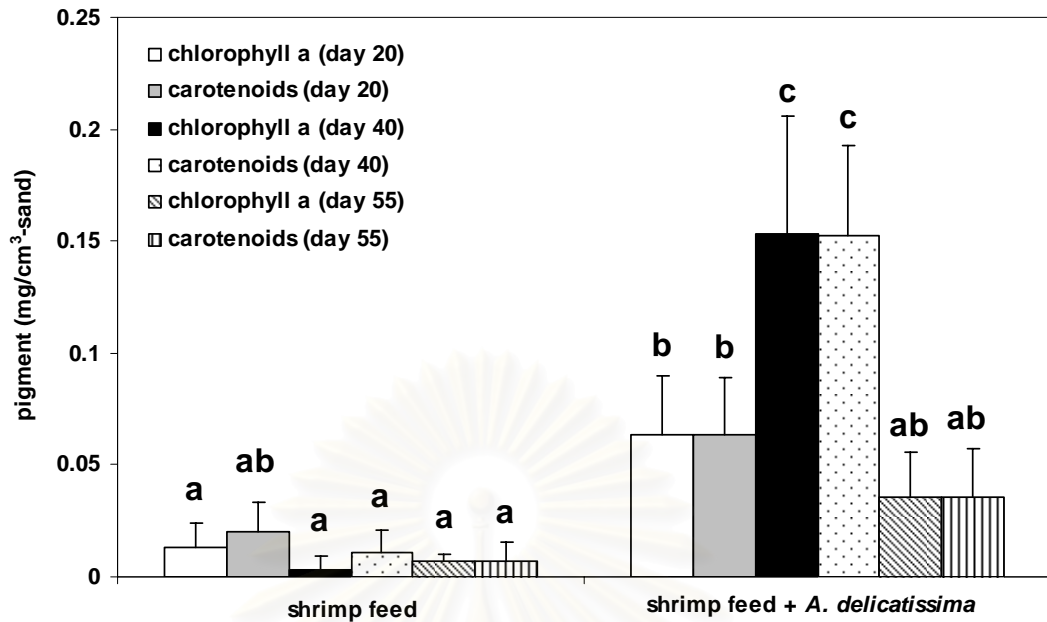 0.25
0.2
0.15
0.1
0.05
0
pigment (mg/cm³-sand)
chlorophyll a (day 20)
carotenoids (day 20)
chlorophyll a (day 40)
carotenoids (day 40)
chlorophyll a (day 55)
carotenoids (day 55)
a
ab
a
a
a
a
b
b
c
c
ab
ab
shrimp feed
shrimp feed + A. delicatissima